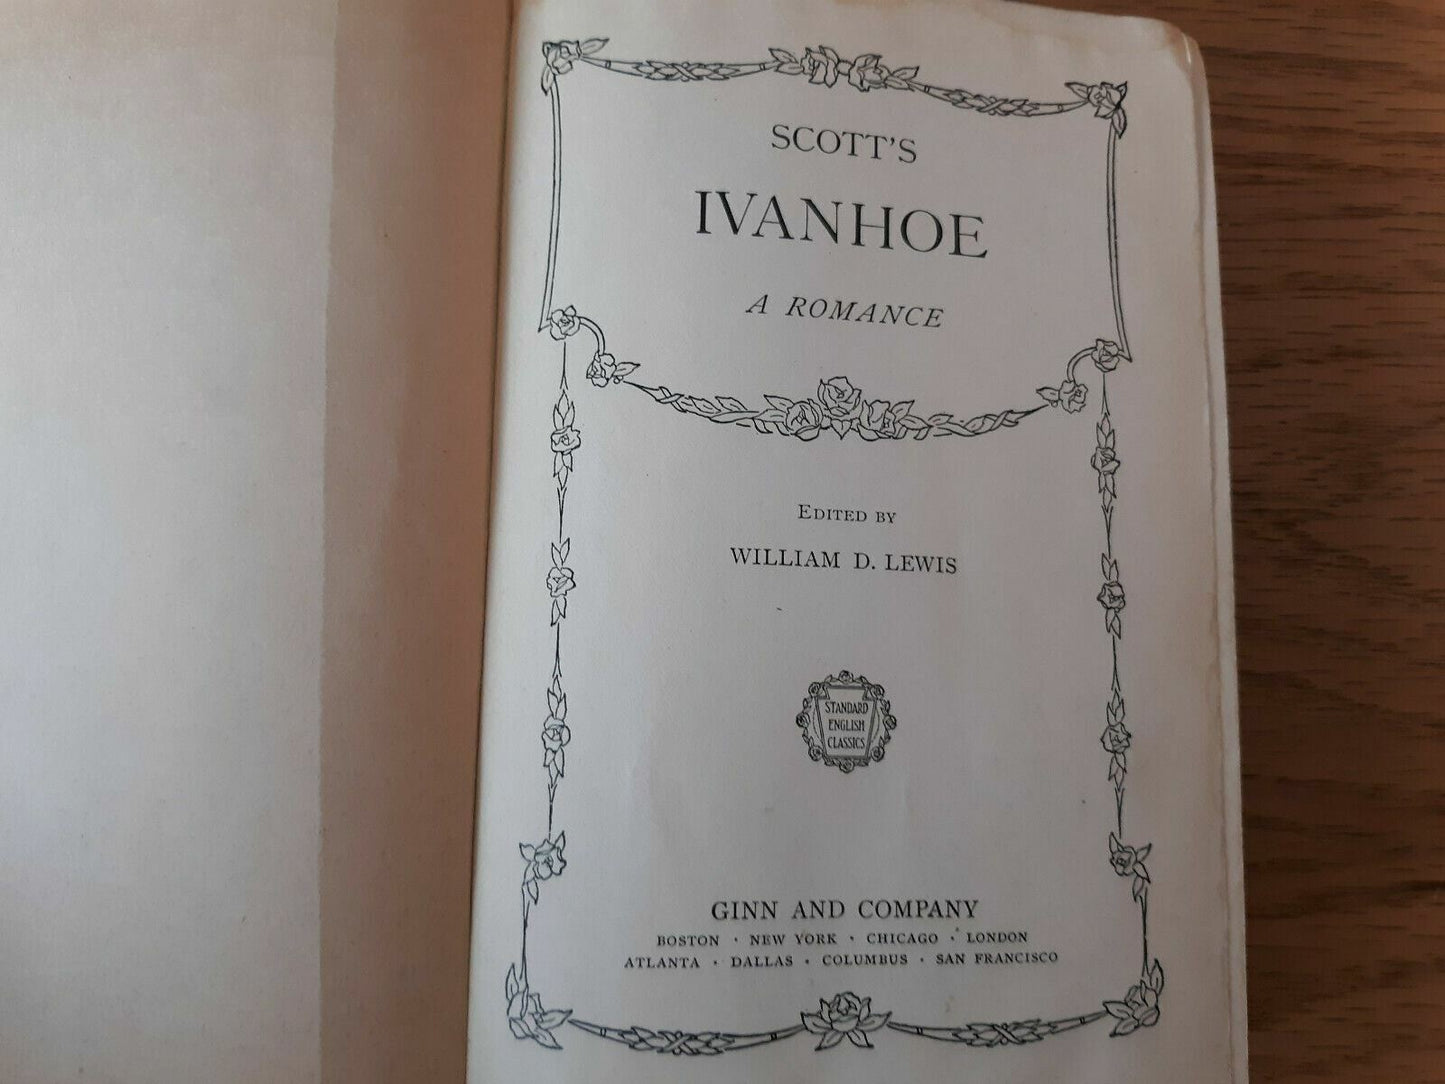 SCOTT'S
IVANHOE
A ROMANCE
EDITED BY
WILLIAM D. LEWIS
STANDARD
ENGLISH
CLASSICS
GINN AND COMPANY
BOSTON · NEW YORK · CHICAGO · LONDON
ATLANTA · DALLAS · COLUMBUS · SAN FRANCISCO